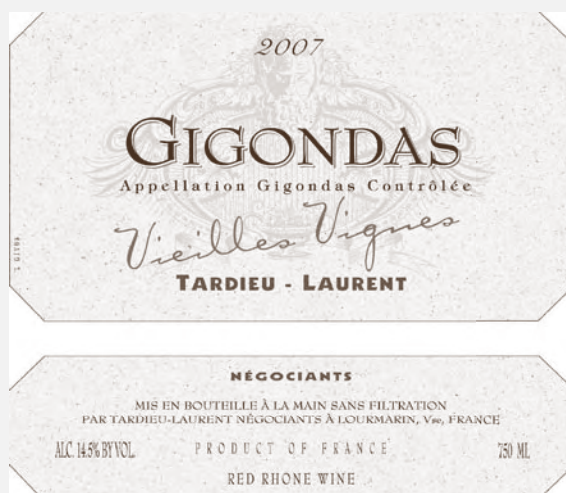 2007
GIGONDAS
Appellation Gigondas Contrôlée
Vieilles Vignes
TARDIEU - LAURENT
NÉGOCIANTS
MIS EN BOUTEILLE À LA MAIN SANS FILTRATION
PAR TARDIEU-LAURENT NÉGOCIANTS À LOURMARIN, Vse, FRANCE
ALC. 14.5% BY VOL. PRODUCT OF FRANCE 750 ML
RED RHONE WINE